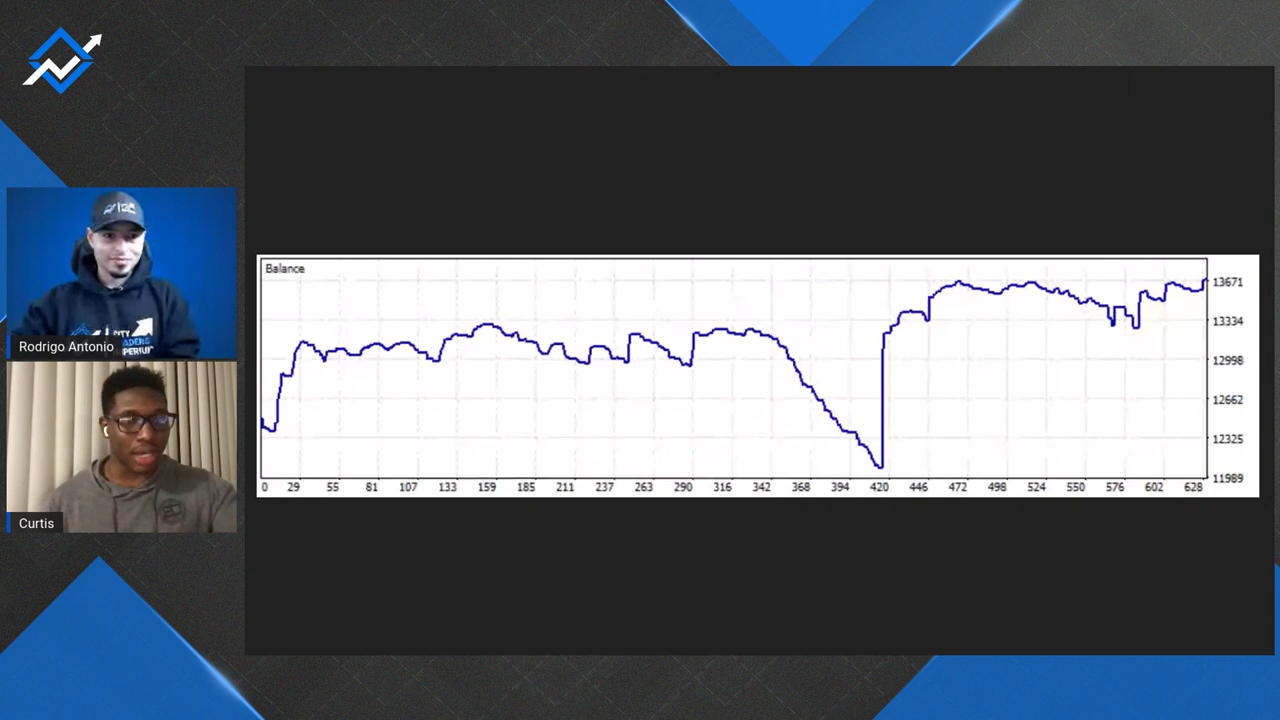 Balance
13671
13334
12998
12662
12325
11989
0 29 55 81 107 133 159 185 211 237 263 290 316 342 368 394 420 446 472 498 524 550 576 602 628
CITY
Rodrigo Antonio
Curtis